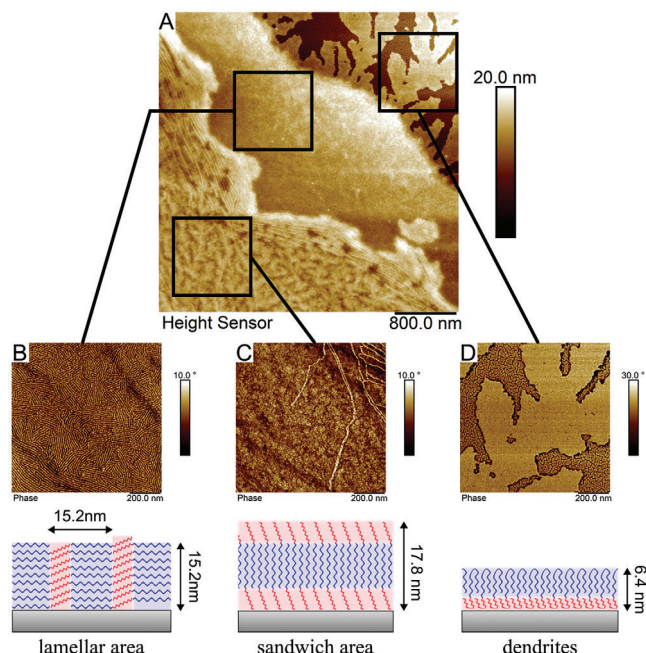 A
20.0 nm
Height Sensor
800.0 nm
B
10.0 °
Phase
200.0 nm
C
10.0 °
Phase
200.0 nm
D
30.0 °
Phase
200.0 nm
15.2nm
15.2nm
17.8 nm
6.4 nm
lamellar area
sandwich area
dendrites